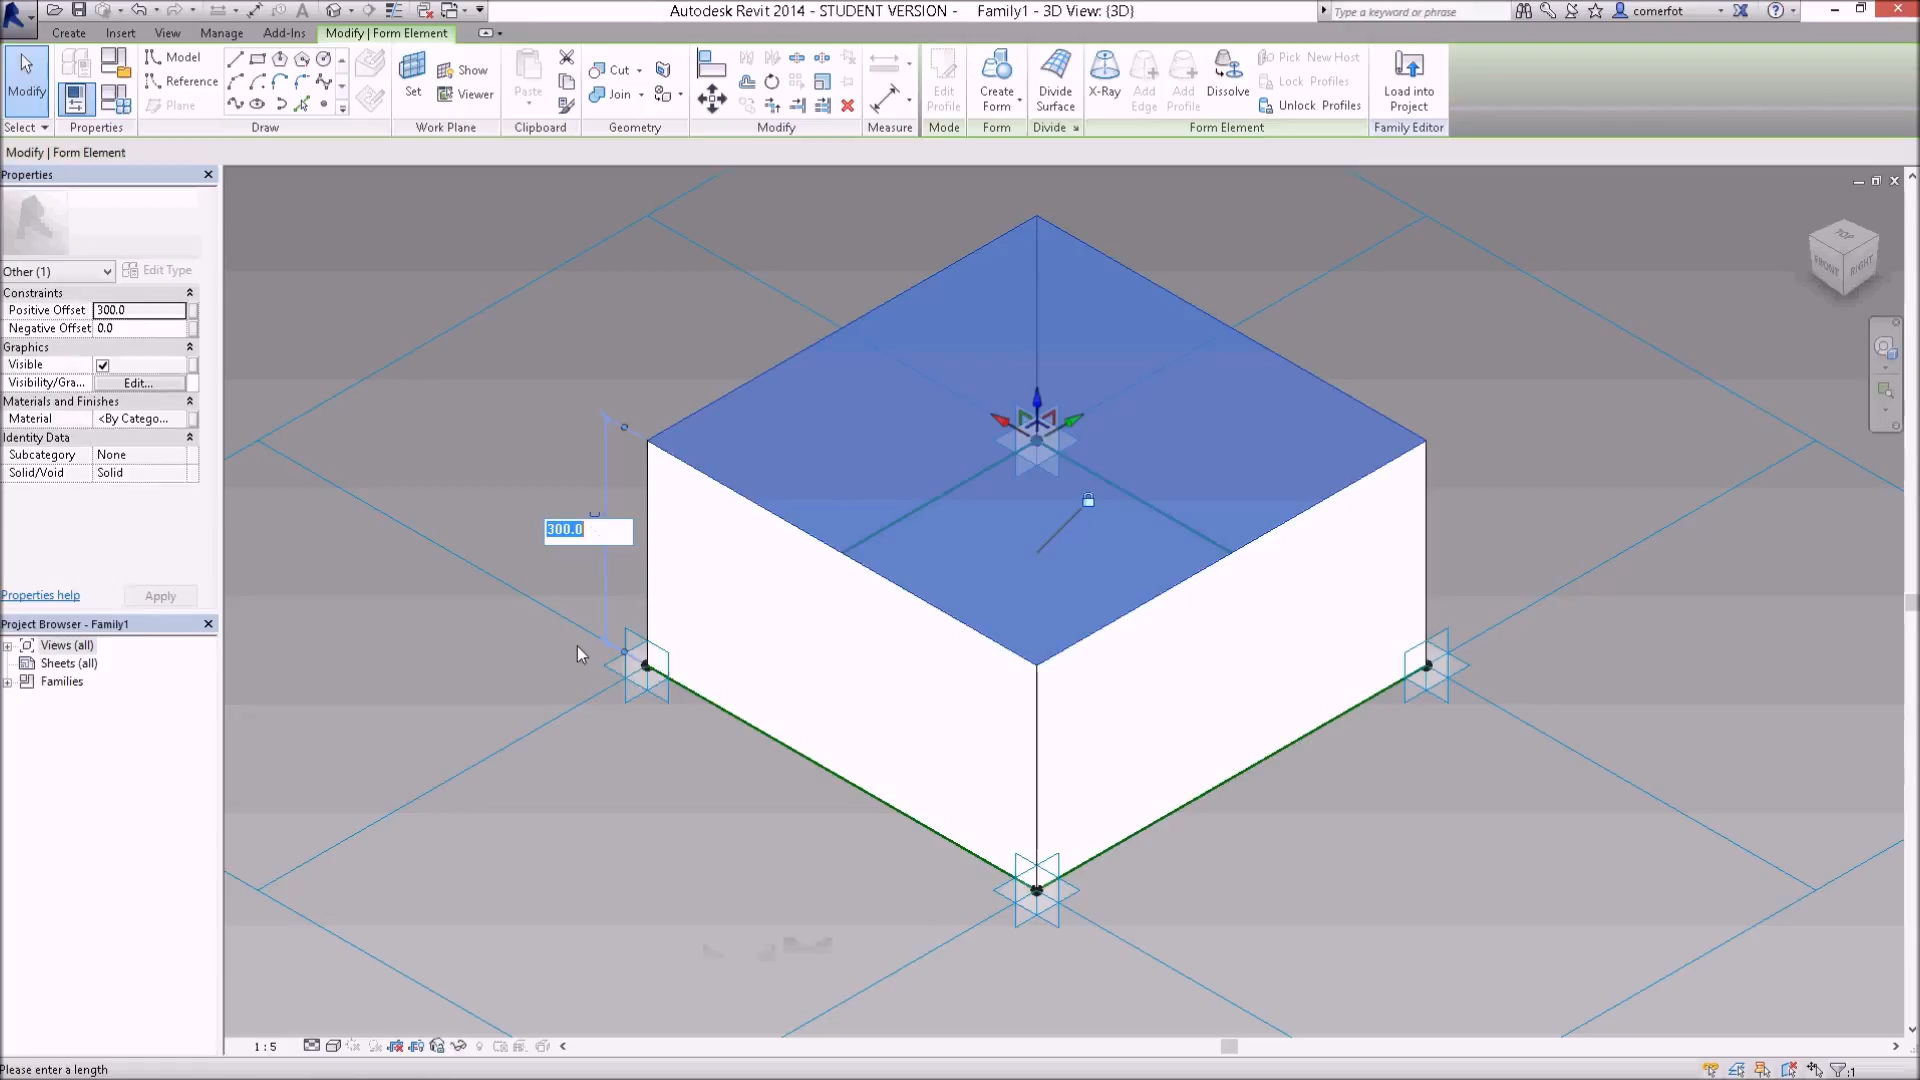 Autodesk Revit 2014 - STUDENT VERSION - Family1 - 3D View: {3D}
Type a keyword or phrase
comerfot
Create Insert View Manage Add-Ins Modify | Form Element
Modify
Model
Reference
Plane
Set
Show
Viewer
Paste
Cut
Join
Edit Profile
Create Form
Divide Surface
X-Ray
Add Edge
Add Profile
Dissolve
Pick New Host
Lock Profiles
Unlock Profiles
Load into Project
Select Properties Draw Work Plane Clipboard Geometry Modify Measure Mode Form Divide Form Element Family Editor
Modify | Form Element
Properties
Other (1)
Edit Type
Constraints
Positive Offset 300.0
Negative Offset 0.0
Graphics
Visible
Visibility/Gra... Edit...
Materials and Finishes
Material <By Catego...
Identity Data
Subcategory None
Solid/Void Solid
Properties help
Apply
Project Browser - Family1
Views (all)
Sheets (all)
Families
300.0
TOP
FRONT
RIGHT
1 : 5
Please enter a length
:1